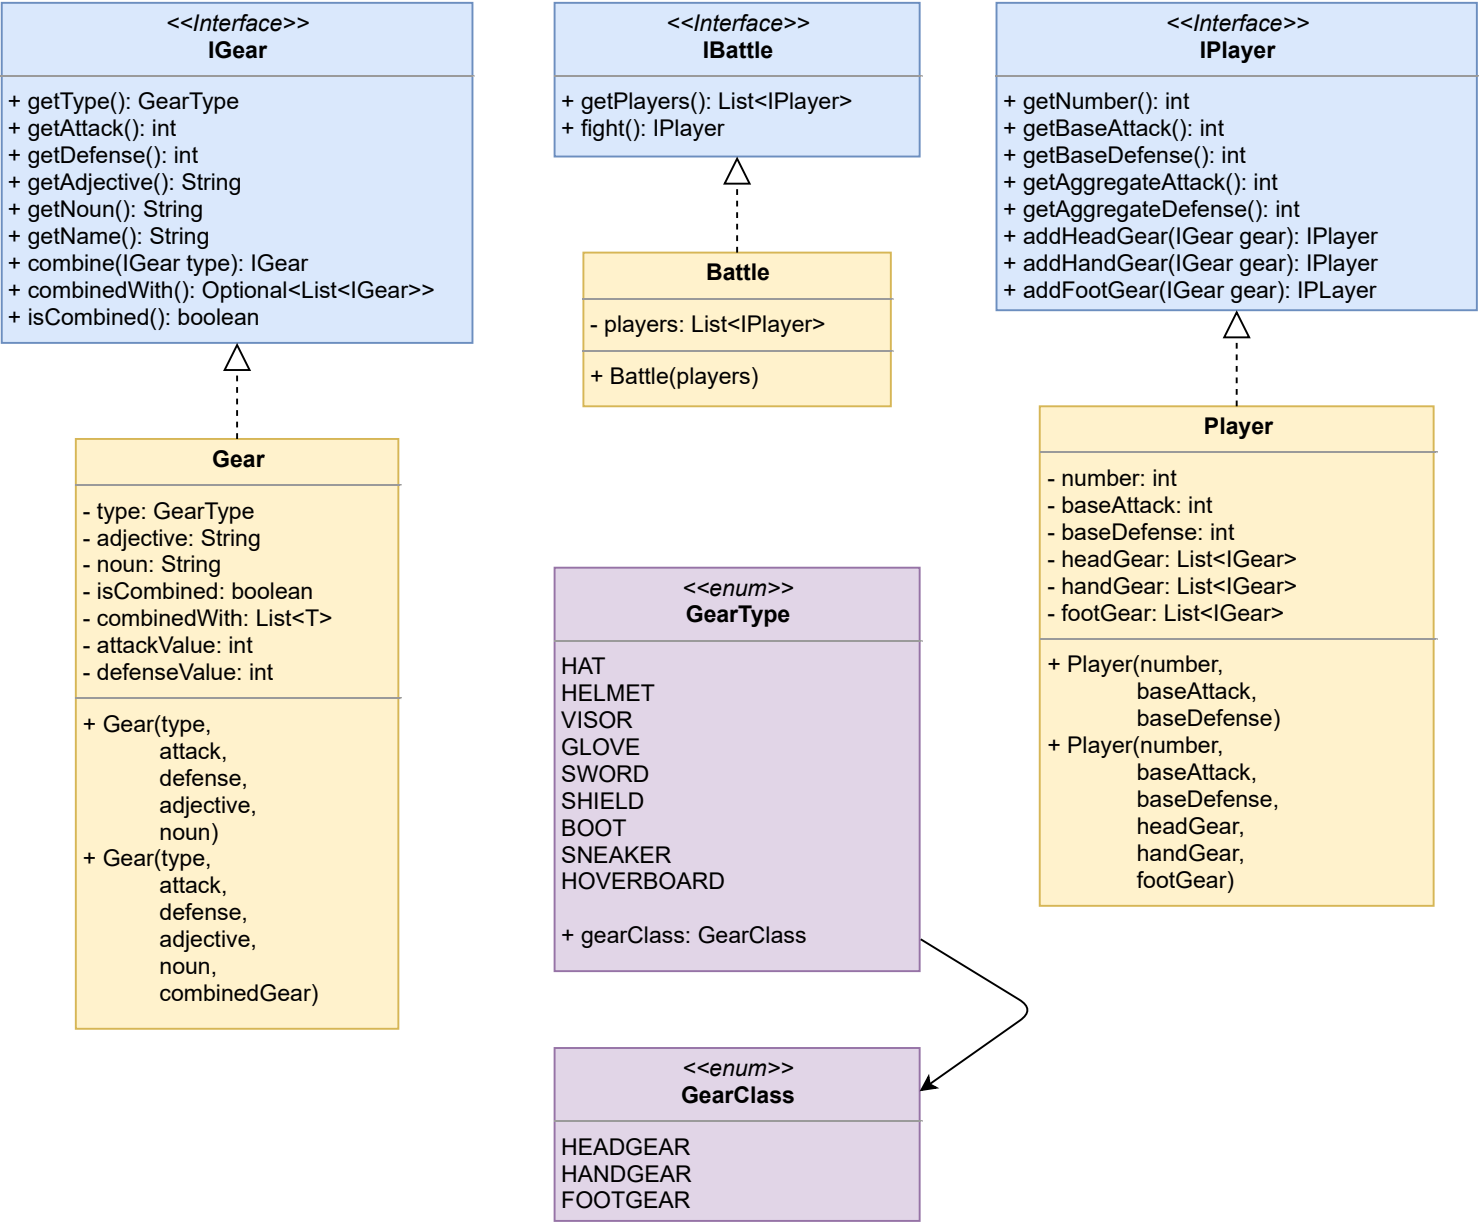 <<Interface>>
IGear
+ getType(): GearType
+ getAttack(): int
+ getDefense(): int
+ getAdjective(): String
+ getNoun(): String
+ getName(): String
+ combine(IGear type): IGear
+ combinedWith(): Optional<List<IGear>>
+ isCombined(): boolean
<<Interface>>
IBattle
+ getPlayers(): List<IPlayer>
+ fight(): IPlayer
<<Interface>>
IPlayer
+ getNumber(): int
+ getBaseAttack(): int
+ getBaseDefense(): int
+ getAggregateAttack(): int
+ getAggregateDefense(): int
+ addHeadGear(IGear gear): IPlayer
+ addHandGear(IGear gear): IPlayer
+ addFootGear(IGear gear): IPLayer
Battle
- players: List<IPlayer>
+ Battle(players)
Gear
- type: GearType
- adjective: String
- noun: String
- isCombined: boolean
- combinedWith: List<T>
- attackValue: int
- defenseValue: int
+ Gear(type,
attack,
defense,
adjective,
noun)
+ Gear(type,
attack,
defense,
adjective,
noun,
combinedGear)
Player
- number: int
- baseAttack: int
- baseDefense: int
- headGear: List<IGear>
- handGear: List<IGear>
- footGear: List<IGear>
+ Player(number,
baseAttack,
baseDefense)
+ Player(number,
baseAttack,
baseDefense,
headGear,
handGear,
footGear)
<<enum>>
GearType
HAT
HELMET
VISOR
GLOVE
SWORD
SHIELD
BOOT
SNEAKER
HOVERBOARD
+ gearClass: GearClass
<<enum>>
GearClass
HEADGEAR
HANDGEAR
FOOTGEAR